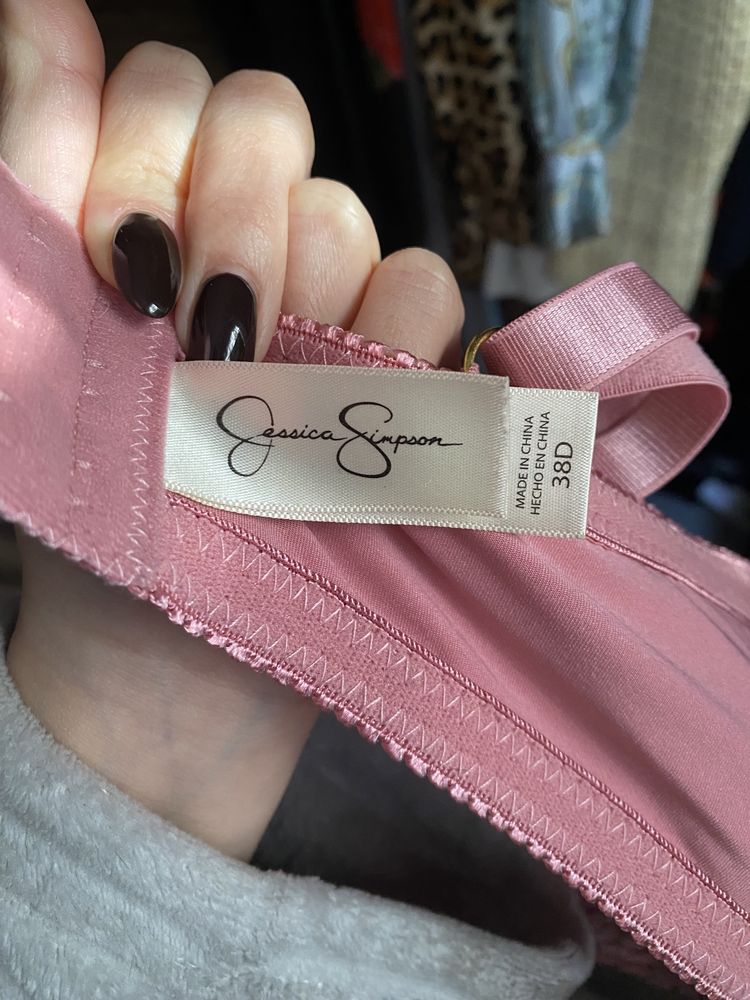 Jessica Simpson
MADE IN CHINA
HECHO EN CHINA
38D